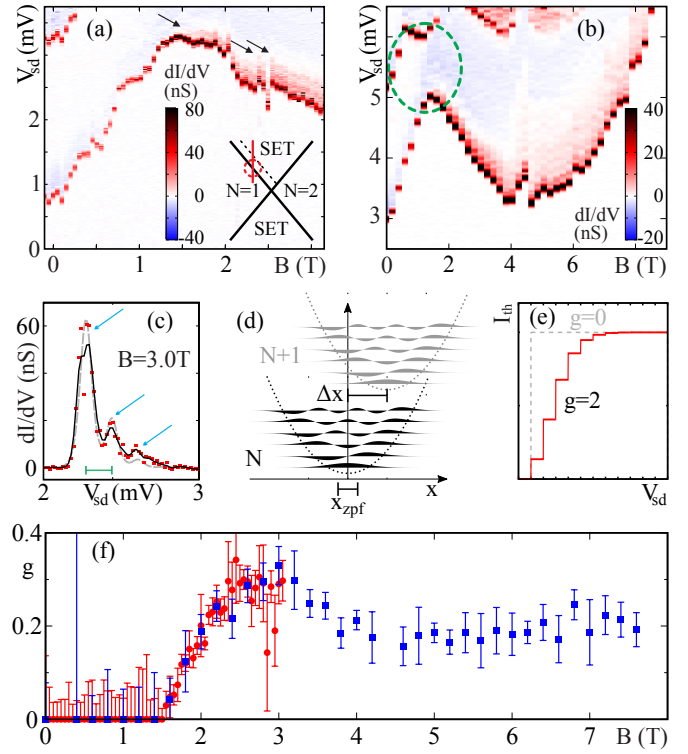 (a)
V_sd (mV)
3
2
1
0
dI/dV
(nS)
80
40
0
-40
SET
N=1
N=2
SET
0
1
2
B (T)
(b)
V_sd (mV)
6
5
4
3
40
20
0
-20
dI/dV
(nS)
0
2
4
6
B (T)
(c)
dI/dV (nS)
60
40
20
0
B=3.0T
2
V_sd (mV)
3
(d)
N+1
Δx
N
x
x_zpf
(e)
I_th
g=0
g=2
V_sd
(f)
g
0.4
0.2
0
0
1
2
3
4
5
6
7
B (T)